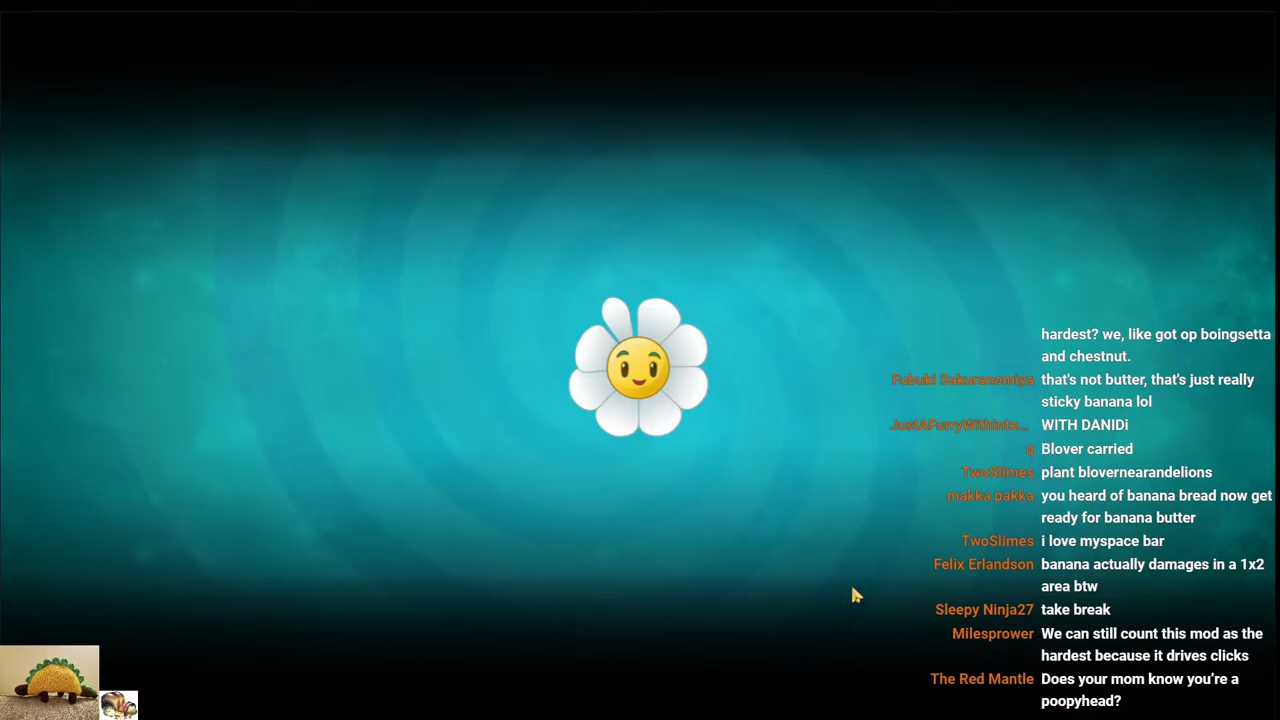 hardest? we, like got op boingsetta
and chestnut.
Fubuki Sakuranomiya that's not butter, that's just really
sticky banana lol
JustAFurryWithinte... WITH DANIDi
q Blover carried
TwoSlimes plant blovernearandelions
makka pakka you heard of banana bread now get
ready for banana butter
TwoSlimes i love myspace bar
Felix Erlandson banana actually damages in a 1x2
area btw
Sleepy Ninja27 take break
Milesprower We can still count this mod as the
hardest because it drives clicks
The Red Mantle Does your mom know you’re a
poopyhead?